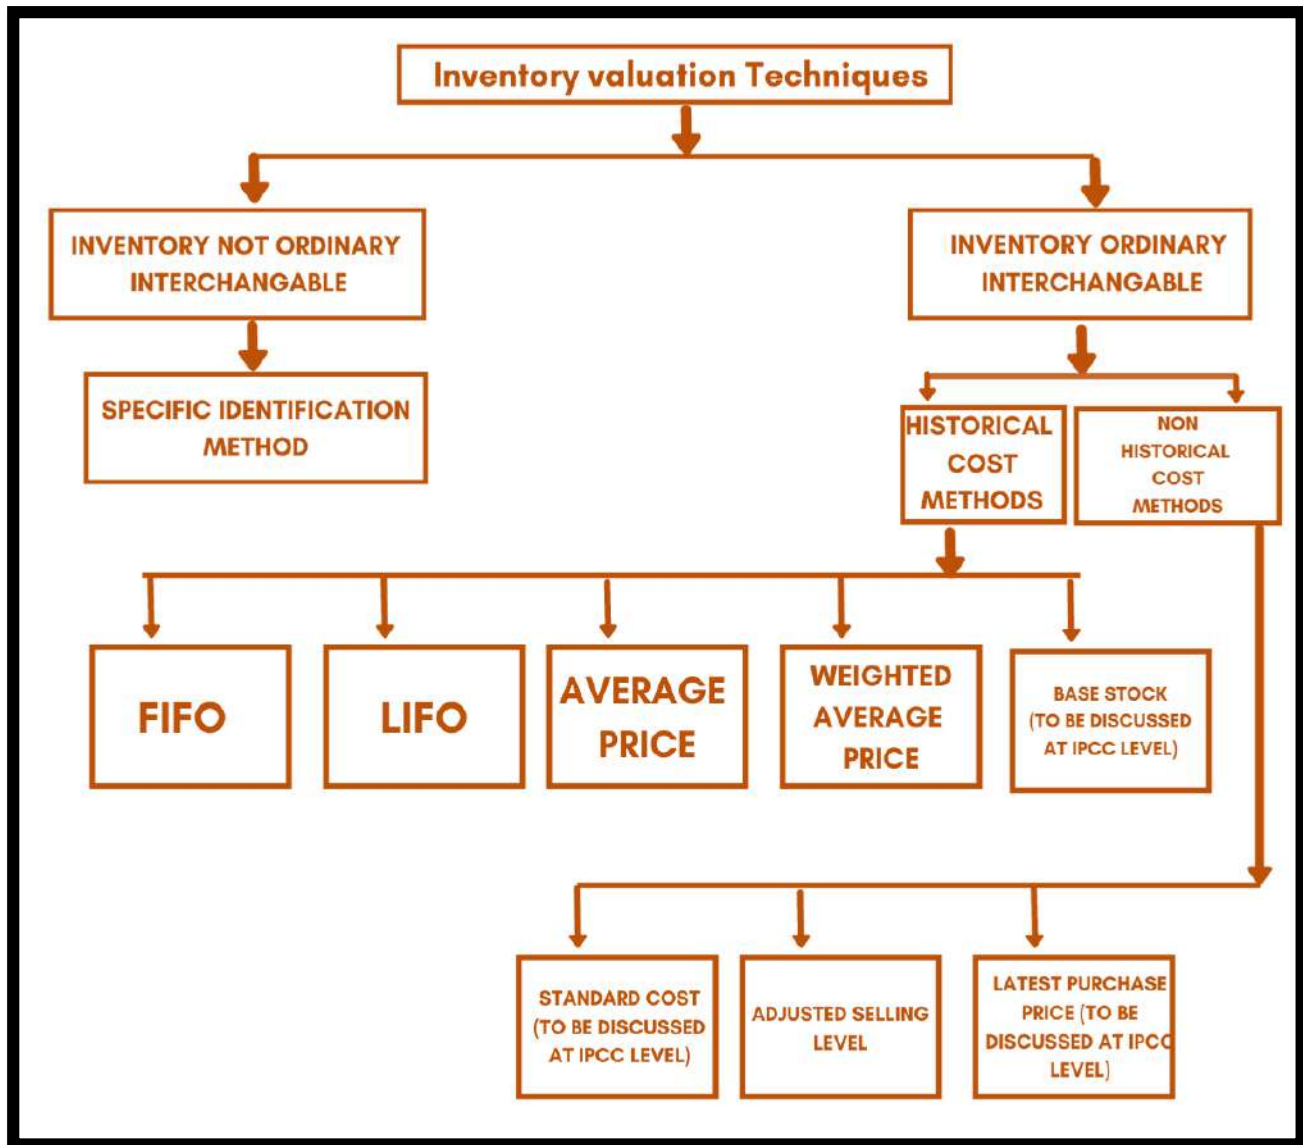 Inventory valuation Techniques
INVENTORY NOT ORDINARY
INTERCHANGABLE
INVENTORY ORDINARY
INTERCHANGABLE
SPECIFIC IDENTIFICATION
METHOD
HISTORICAL
COST
METHODS
NON
HISTORICAL
COST
METHODS
FIFO
LIFO
AVERAGE
PRICE
WEIGHTED
AVERAGE
PRICE
BASE STOCK
(TO BE DISCUSSED
AT IPCC LEVEL)
STANDARD COST
(TO BE DISCUSSED
AT IPCC LEVEL)
ADJUSTED SELLING
LEVEL
LATEST PURCHASE
PRICE (TO BE
DISCUSSED AT IPCC
LEVEL)